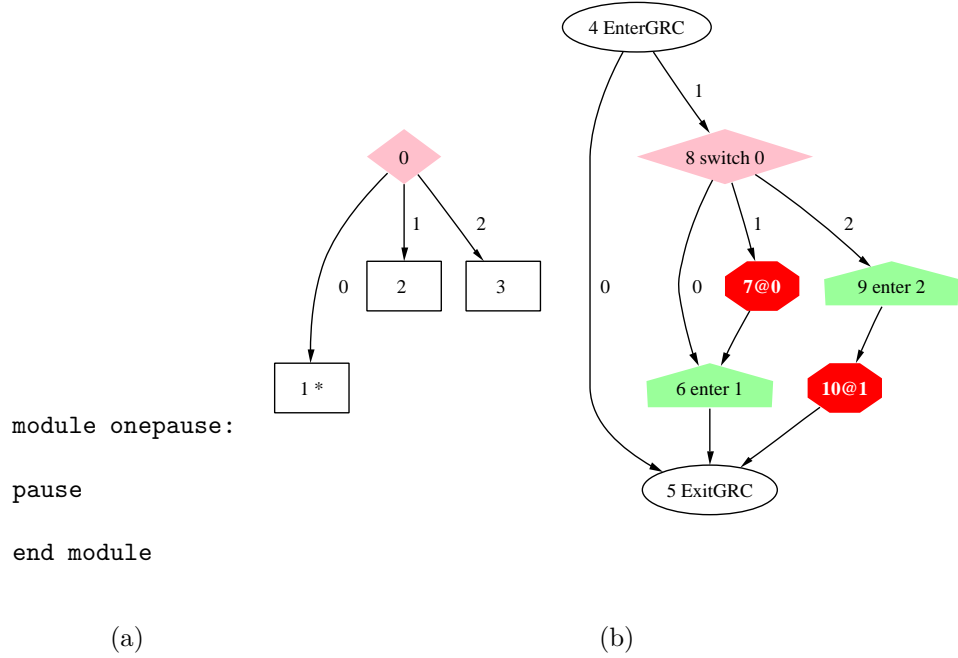 4 EnterGRC
1
0
8 switch 0
1
2
1
2
0
2
3
0
0
7@0
9 enter 2
1 *
6 enter 1
10@1
module onepause:
pause
5 ExitGRC
end module
(a)
(b)